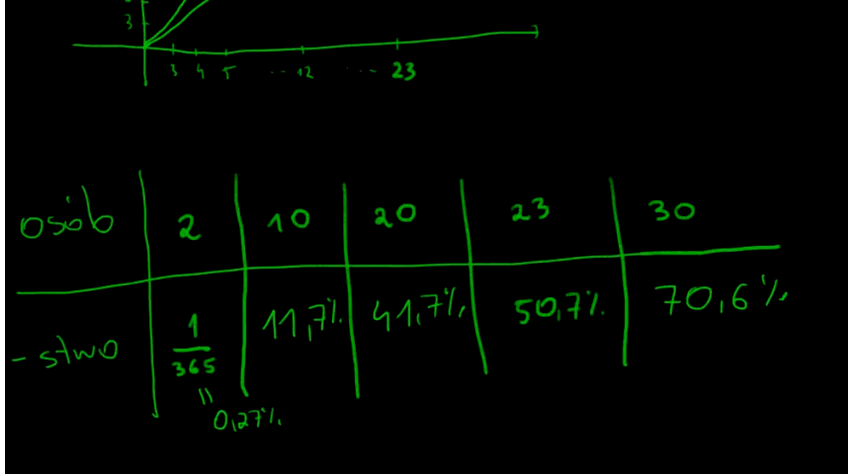 3
3 4 5 ... 12 ... 23
osób 2 10 20 23 30
-stwo 1/365 11,7% 41,7% 50,7% 70,6%
=
0,27%